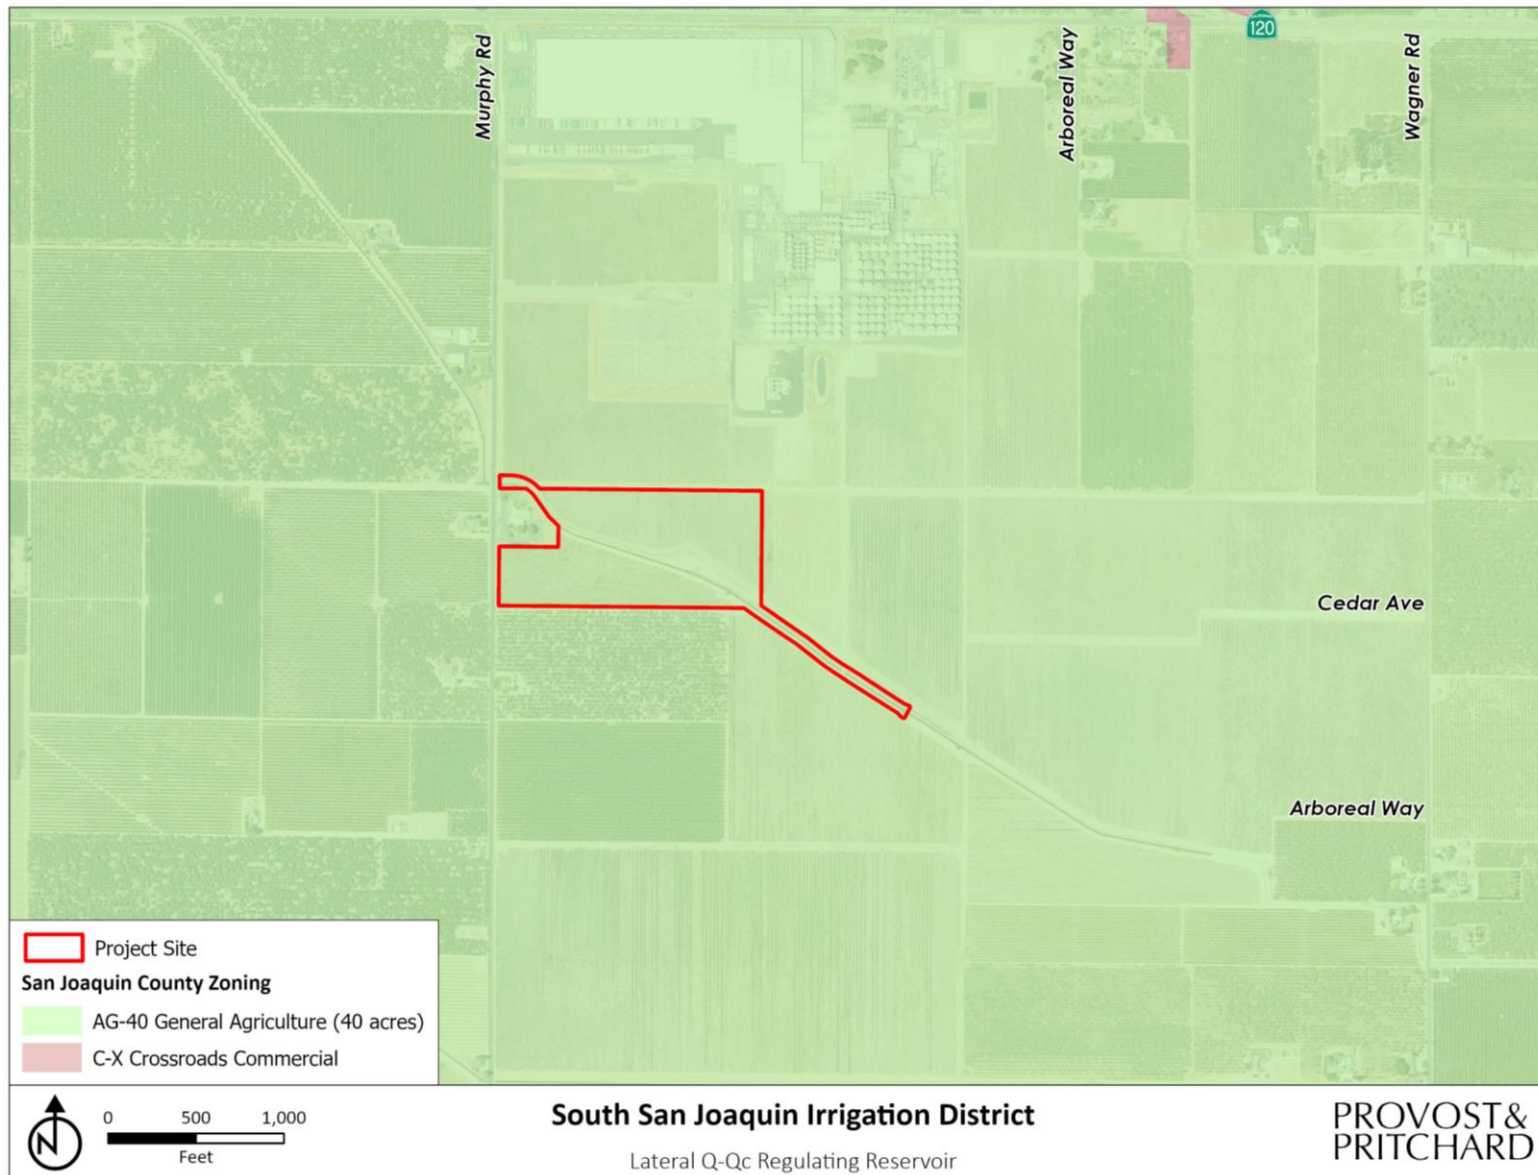 Murphy Rd
Arboreal Way
120
Wagner Rd
Cedar Ave
Arboreal Way
Project Site
San Joaquin County Zoning
AG-40 General Agriculture (40 acres)
C-X Crossroads Commercial
N
0 500 1,000
Feet
South San Joaquin Irrigation District
Lateral Q-Qc Regulating Reservoir
PROVOST&
PRITCHARD